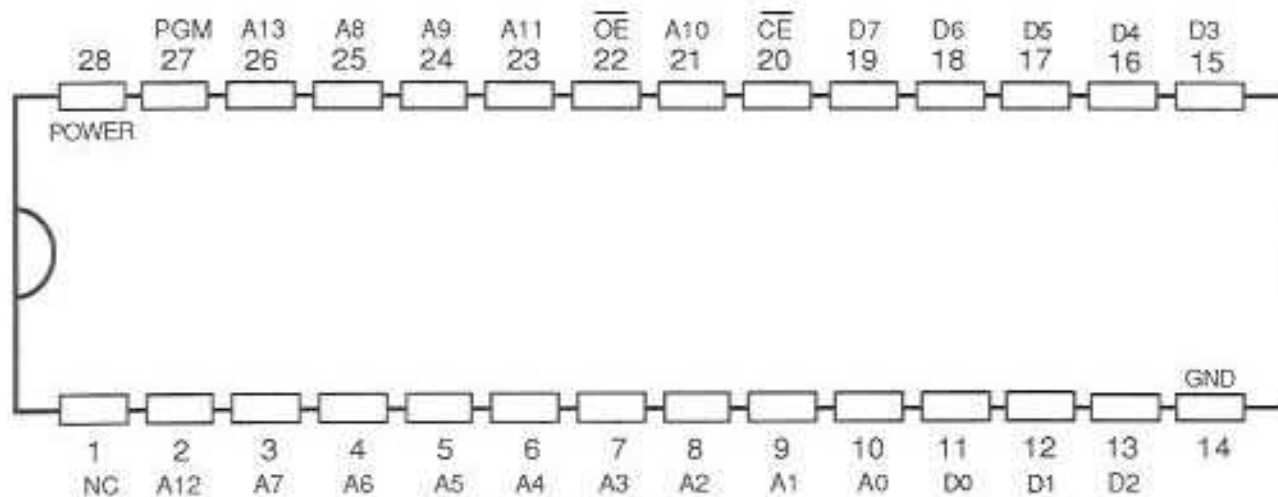 PGM A13 A8 A9 A11 O̅E̅ A10 C̅E̅ D7 D6 D5 D4 D3
28 27 26 25 24 23 22 21 20 19 18 17 16 15
POWER
GND
1 2 3 4 5 6 7 8 9 10 11 12 13 14
NC A12 A7 A6 A5 A4 A3 A2 A1 A0 D0 D1 D2